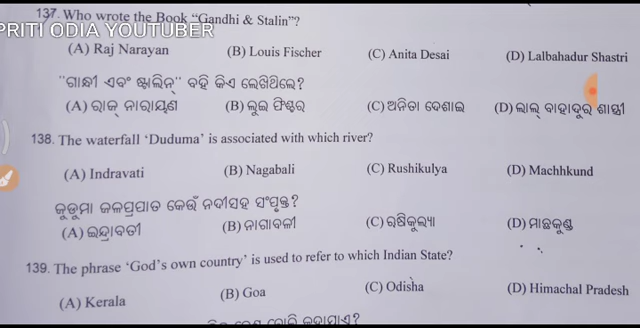 137. Who wrote the Book "Gandhi & Stalin"?
PRITI ODIA YOUTUBER
(A) Raj Narayan (B) Louis Fischer (C) Anita Desai (D) Lalbahadur Shastri
"ଗାନ୍ଧୀ ଏବଂ ଷ୍ଟାଲିନ୍" ବହି କିଏ ଲେଖିଥିଲେ?
(A) ରାଜ୍ ନାରାୟଣ (B) ଲୁଇ ଫିଶ୍ଚର (C) ଅନିତା ଦେଶାଇ (D) ଲାଲ୍ ବାହାଦୁର ଶାସ୍ତ୍ରୀ
138. The waterfall 'Duduma' is associated with which river?
(A) Indravati (B) Nagabali (C) Rushikulya (D) Machhkund
ଡୁଡୁମା ଜଳପ୍ରପାତ କେଉଁ ନଦୀସହ ସଂପୃକ୍ତ?
(A) ଇନ୍ଦ୍ରାବତୀ (B) ନାଗାବଳୀ (C) ଋଷିକୁଲ୍ୟା (D) ମାଛକୁଣ୍ଡ
139. The phrase 'God's own country' is used to refer to which Indian State?
(A) Kerala (B) Goa (C) Odisha (D) Himachal Pradesh